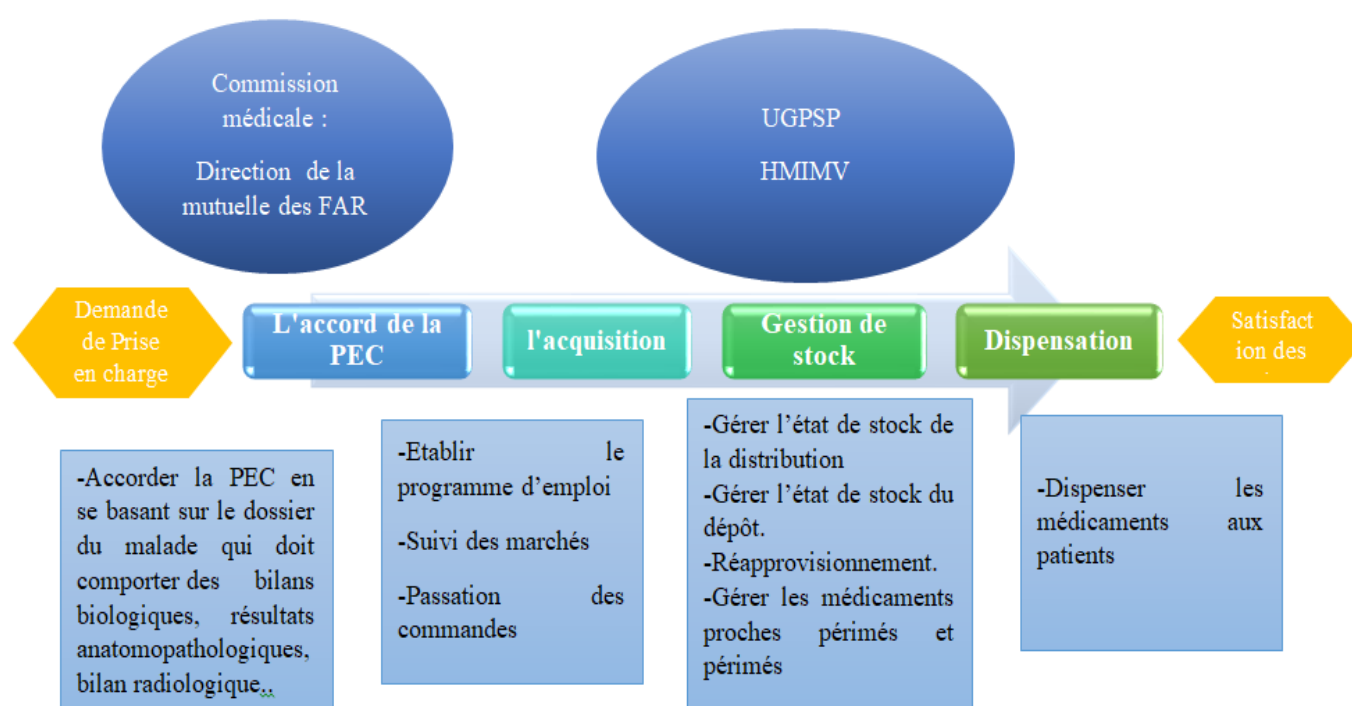 Commission
médicale :
Direction de la
mutuelle des FAR
UGPSP
HMIMV
Demande
de Prise
en charge
L'accord de la
PEC
l'acquisition
Gestion de
stock
Dispensation
Satisfact
ion des
-Accorder la PEC en
se basant sur le dossier
du malade qui doit
comporter des bilans
biologiques, résultats
anatomopathologiques,
bilan radiologique..
-Etablir le
programme d'emploi
-Suivi des marchés
-Passation des
commandes
-Gérer l'état de stock de
la distribution
-Gérer l'état de stock du
dépôt.
-Réapprovisionnement.
-Gérer les médicaments
proches périmés et
périmés
-Dispenser les
médicaments aux
patients